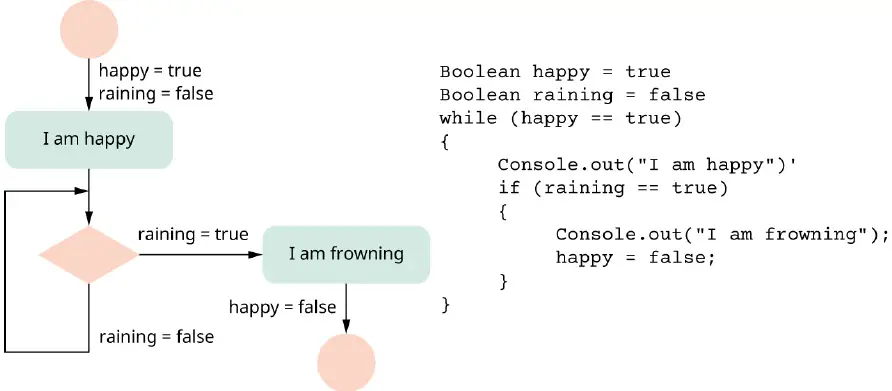 happy = true
raining = false
I am happy
raining = true
I am frowning
happy = false
raining = false
Boolean happy = true
Boolean raining = false
while (happy == true)
{
Console.out("I am happy")'
if (raining == true)
{
Console.out("I am frowning");
happy = false;
}
}